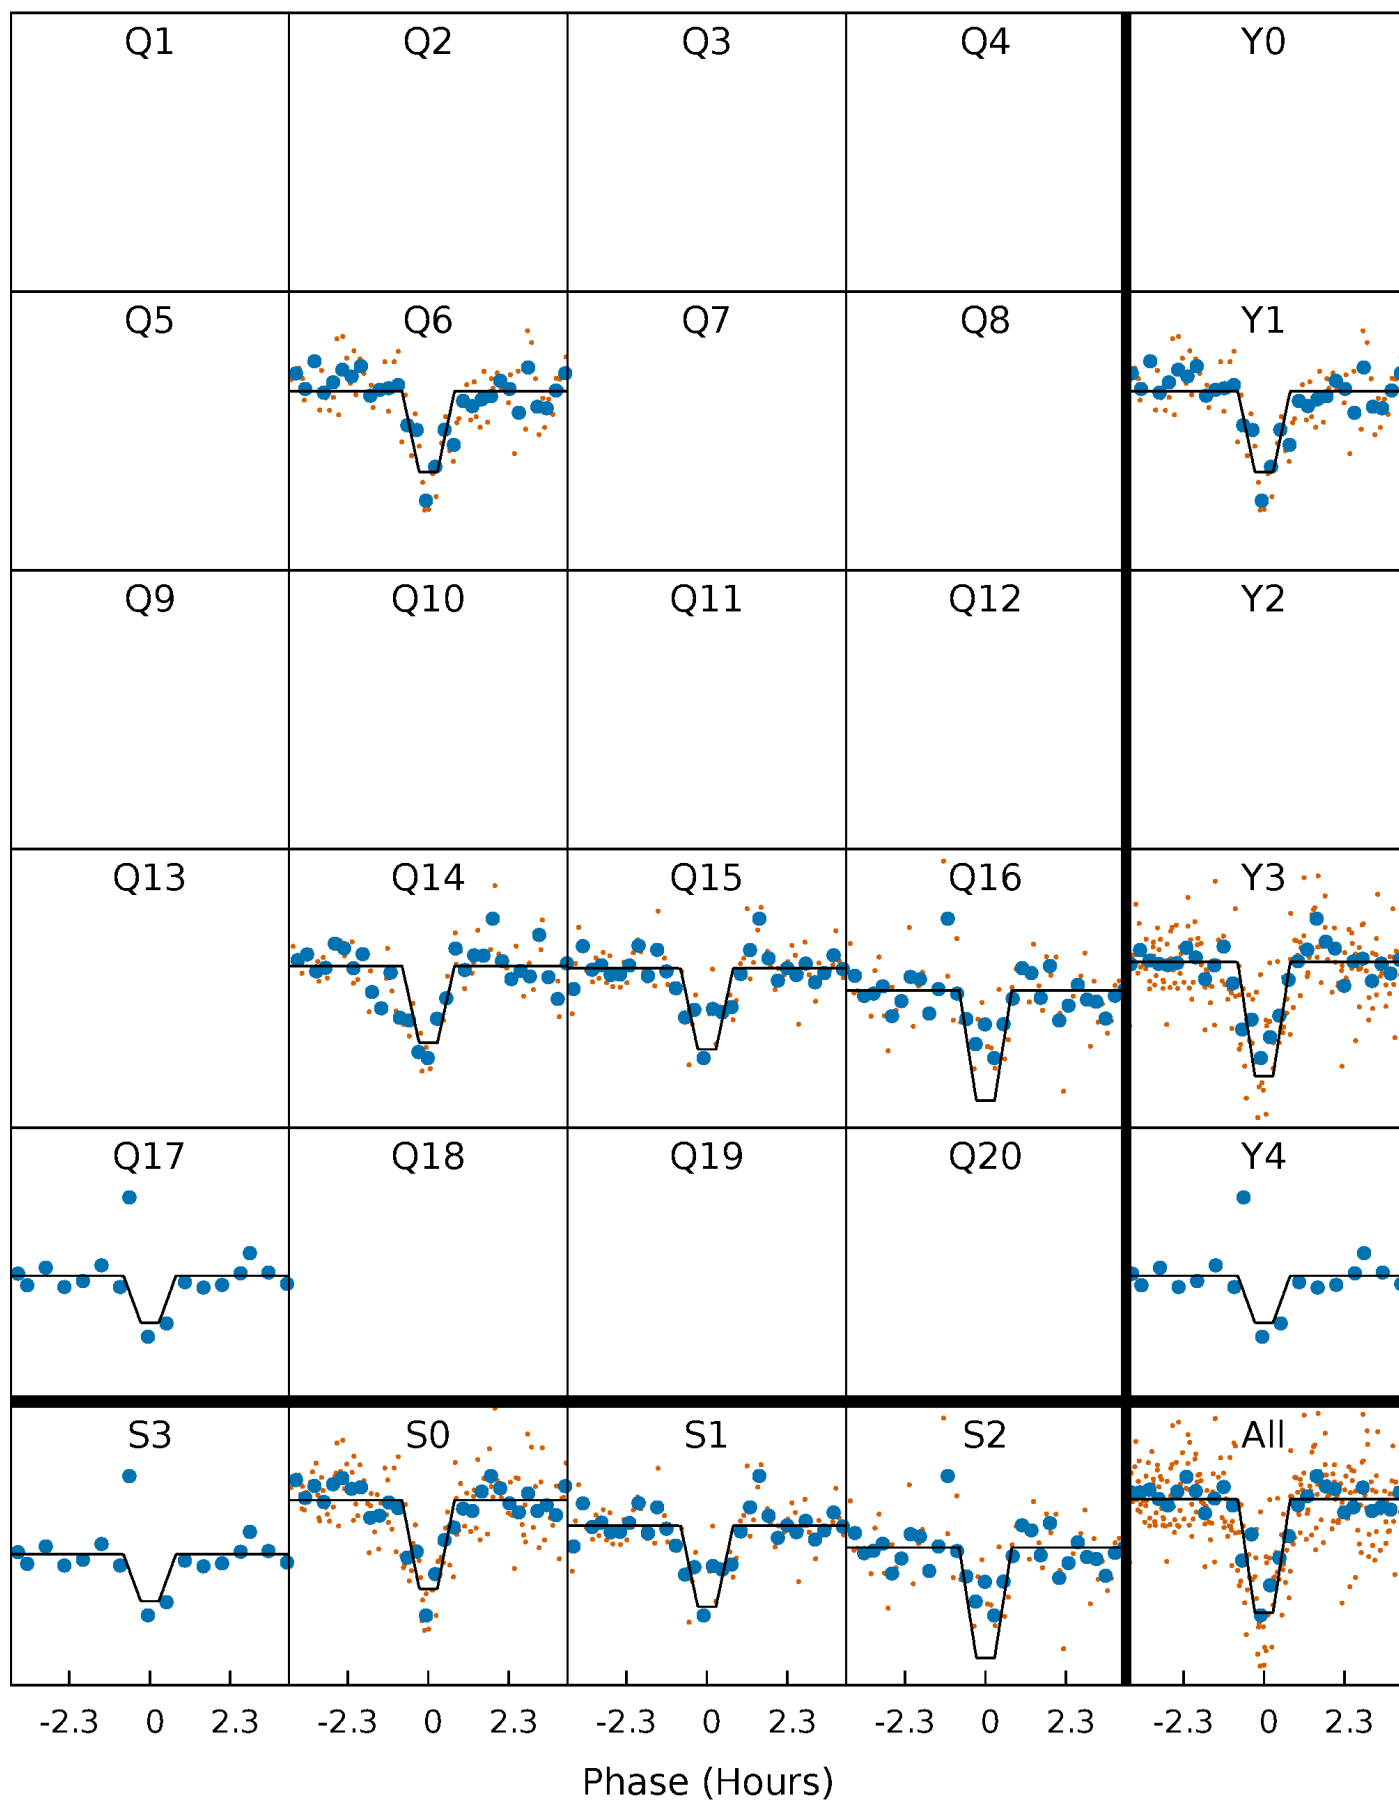 Q1 Q2 Q3 Q4 Y0
Q5 Q6 Q7 Q8 Y1
Q9 Q10 Q11 Q12 Y2
Q13 Q14 Q15 Q16 Y3
Q17 Q18 Q19 Q20 Y4
S3 S0 S1 S2 All
-2.3 0 2.3 -2.3 0 2.3 -2.3 0 2.3 -2.3 0 2.3 -2.3 0 2.3
Phase (Hours)